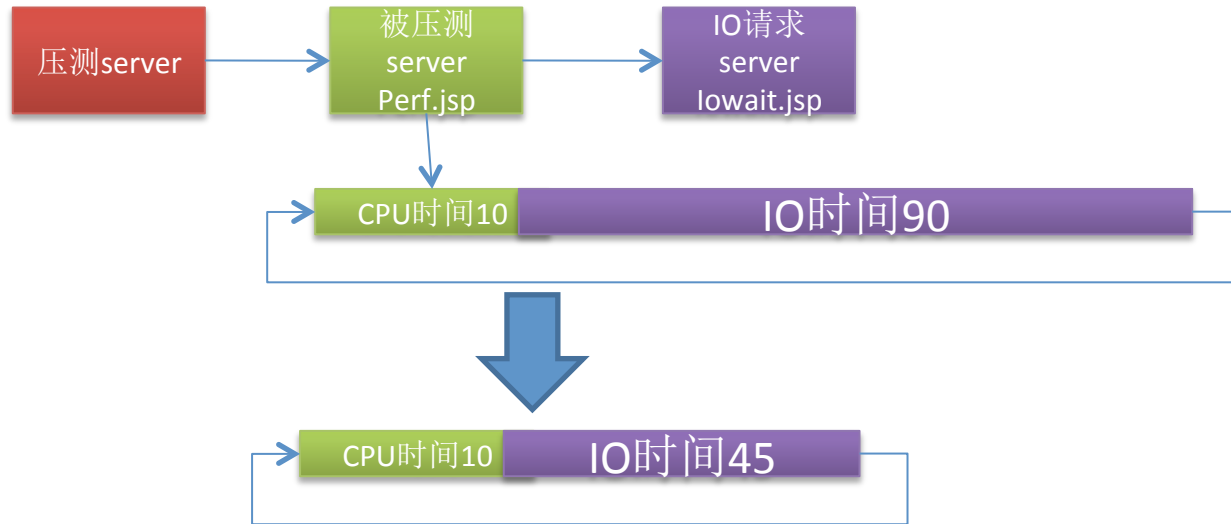 压测server
被压测
server
Perf.jsp
IO请求
server
Iowait.jsp
CPU时间10
IO时间90
CPU时间10
IO时间45